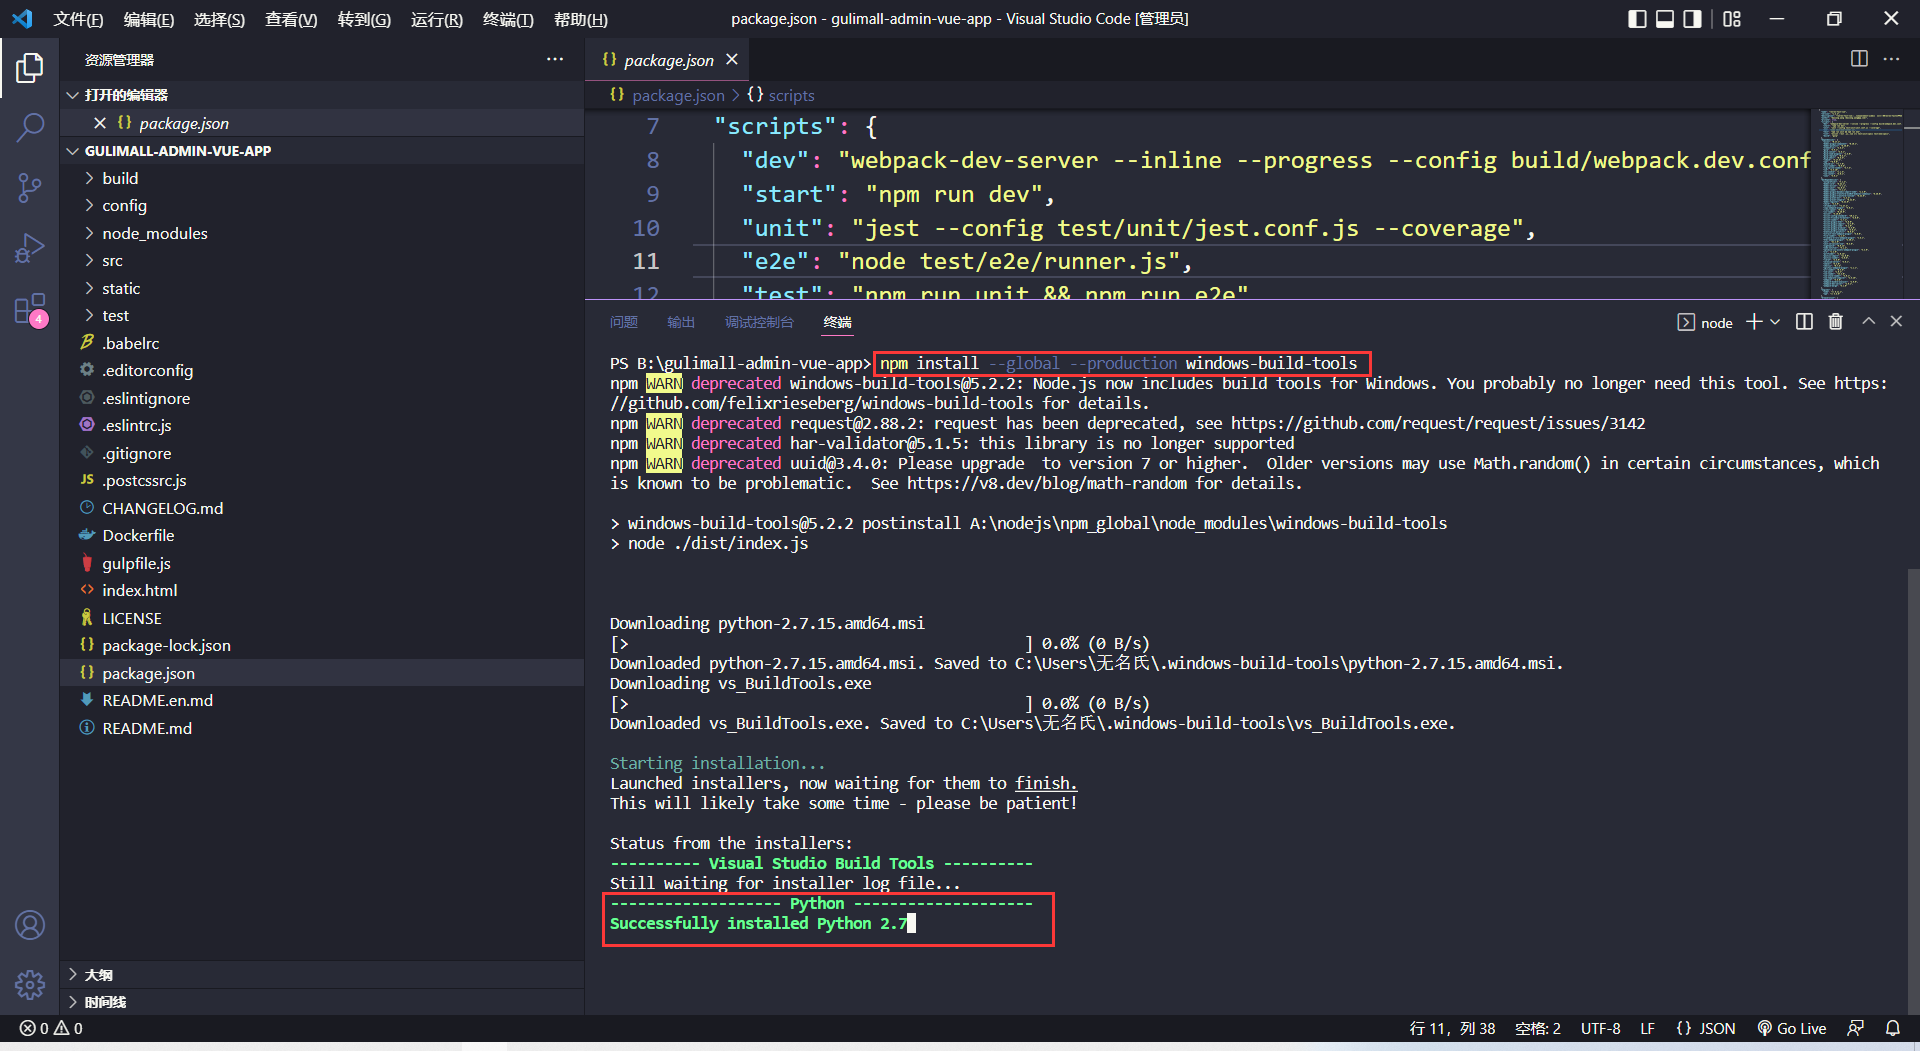 文件(F) 编辑(E) 选择(S) 查看(V) 转到(G) 运行(R) 终端(T) 帮助(H)
package.json - gulimall-admin-vue-app - Visual Studio Code [管理员]
资源管理器
打开的编辑器
{} package.json
GULIMALL-ADMIN-VUE-APP
build
config
node_modules
src
static
test
.babelrc
.editorconfig
.eslintignore
.eslintrc.js
.gitignore
JS .postcssrc.js
CHANGELOG.md
Dockerfile
gulpfile.js
index.html
LICENSE
{} package-lock.json
{} package.json
README.en.md
README.md
大纲
时间线
4
{} package.json
{} package.json > {} scripts
7 "scripts": {
8 "dev": "webpack-dev-server --inline --progress --config build/webpack.dev.conf
9 "start": "npm run dev",
10 "unit": "jest --config test/unit/jest.conf.js --coverage",
11 "e2e": "node test/e2e/runner.js",
12 "test": "npm run unit && npm run e2e"
问题 输出 调试控制台 终端
node
PS B:\gulimall-admin-vue-app> npm install --global --production windows-build-tools
npm WARN deprecated windows-build-tools@5.2.2: Node.js now includes build tools for Windows. You probably no longer need this tool. See https:
//github.com/felixrieseberg/windows-build-tools for details.
npm WARN deprecated request@2.88.2: request has been deprecated, see https://github.com/request/request/issues/3142
npm WARN deprecated har-validator@5.1.5: this library is no longer supported
npm WARN deprecated uuid@3.4.0: Please upgrade  to version 7 or higher.  Older versions may use Math.random() in certain circumstances, which
is known to be problematic.  See https://v8.dev/blog/math-random for details.
> windows-build-tools@5.2.2 postinstall A:\nodejs\npm_global\node_modules\windows-build-tools
> node ./dist/index.js
Downloading python-2.7.15.amd64.msi
[> ] 0.0% (0 B/s)
Downloaded python-2.7.15.amd64.msi. Saved to C:\Users\无名氏\.windows-build-tools\python-2.7.15.amd64.msi.
Downloading vs_BuildTools.exe
[> ] 0.0% (0 B/s)
Downloaded vs_BuildTools.exe. Saved to C:\Users\无名氏\.windows-build-tools\vs_BuildTools.exe.
Starting installation...
Launched installers, now waiting for them to finish.
This will likely take some time - please be patient!
Status from the installers:
---------- Visual Studio Build Tools ----------
Still waiting for installer log file...
------------------- Python --------------------
Successfully installed Python 2.7
0 0
行 11，列 38 空格: 2 UTF-8 LF {} JSON Go Live